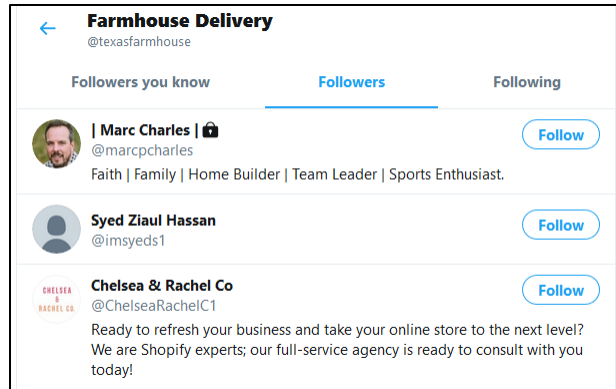 Farmhouse Delivery
@texasfarmhouse
Followers you know Followers Following
| Marc Charles |
@marcpcharles
Follow
Faith | Family | Home Builder | Team Leader | Sports Enthusiast.
Syed Ziaul Hassan
@imsyeds1
Follow
CHELSEA
&
RACHEL CO.
Chelsea & Rachel Co
@ChelseaRachelC1
Follow
Ready to refresh your business and take your online store to the next level?
We are Shopify experts; our full-service agency is ready to consult with you
today!